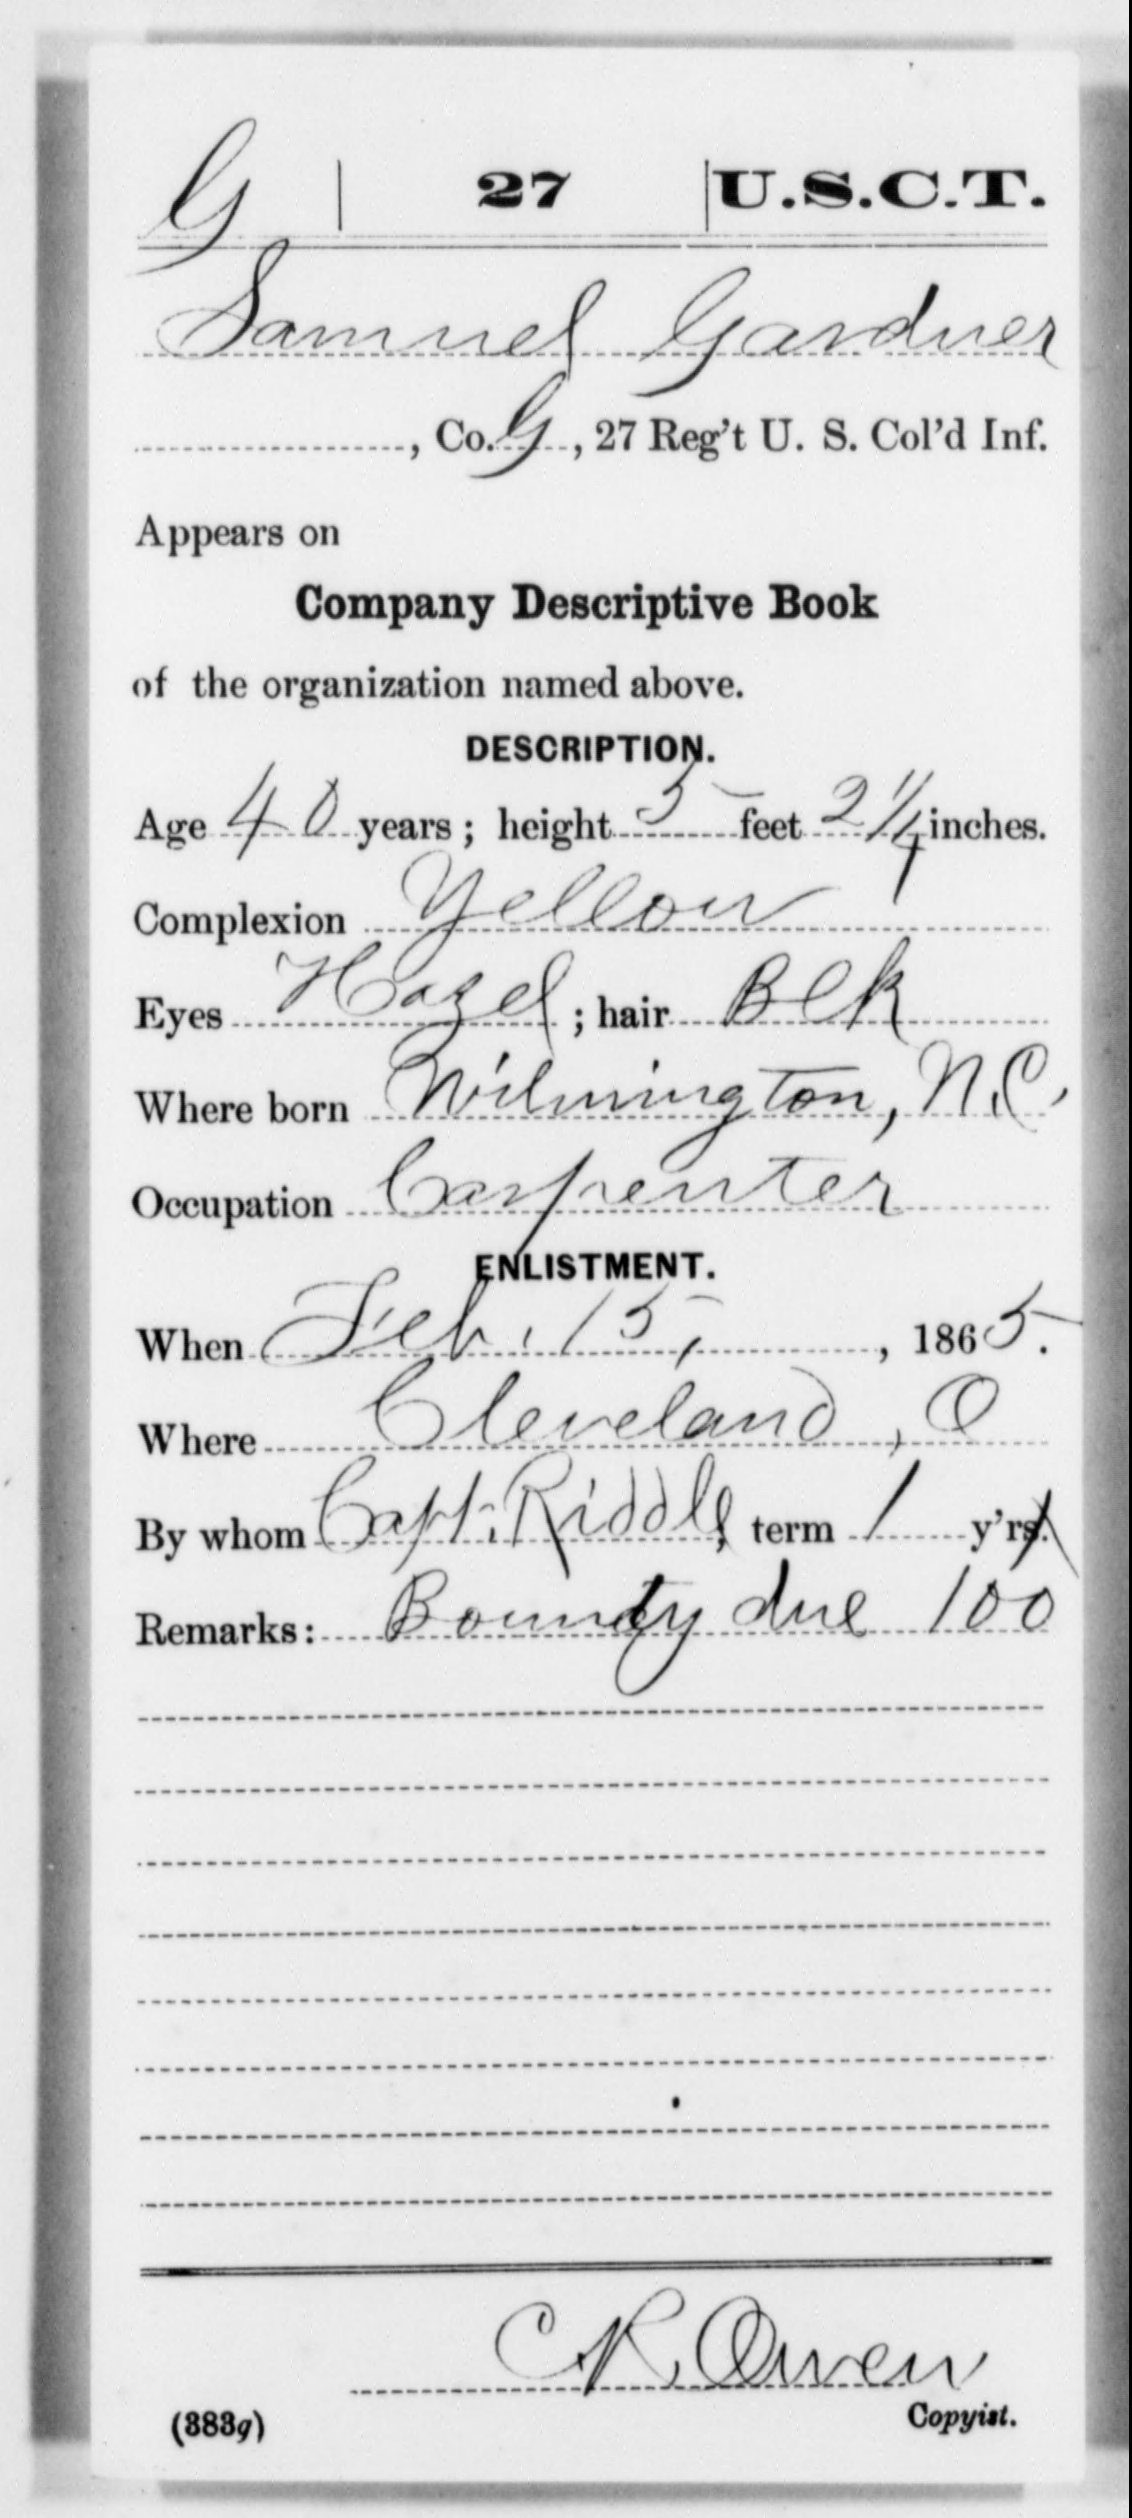 G | 27 | U.S.C.T.
Samuel Gardner
, Co. G, 27 Reg't U. S. Col'd Inf.
Appears on
Company Descriptive Book
of the organization named above.
DESCRIPTION.
Age 40 years; height 5 feet 2 1/4 inches.
Complexion Yellow
Eyes Hazel; hair Blk
Where born Wilmington, N.C.
Occupation Carpenter
ENLISTMENT.
When Feb. 15, , 1865.
Where Cleveland, O
By whom Capt. Riddle, term 1 y'rs.
Remarks: Bounty due 100
C R. Owen
(383g) Copyist.